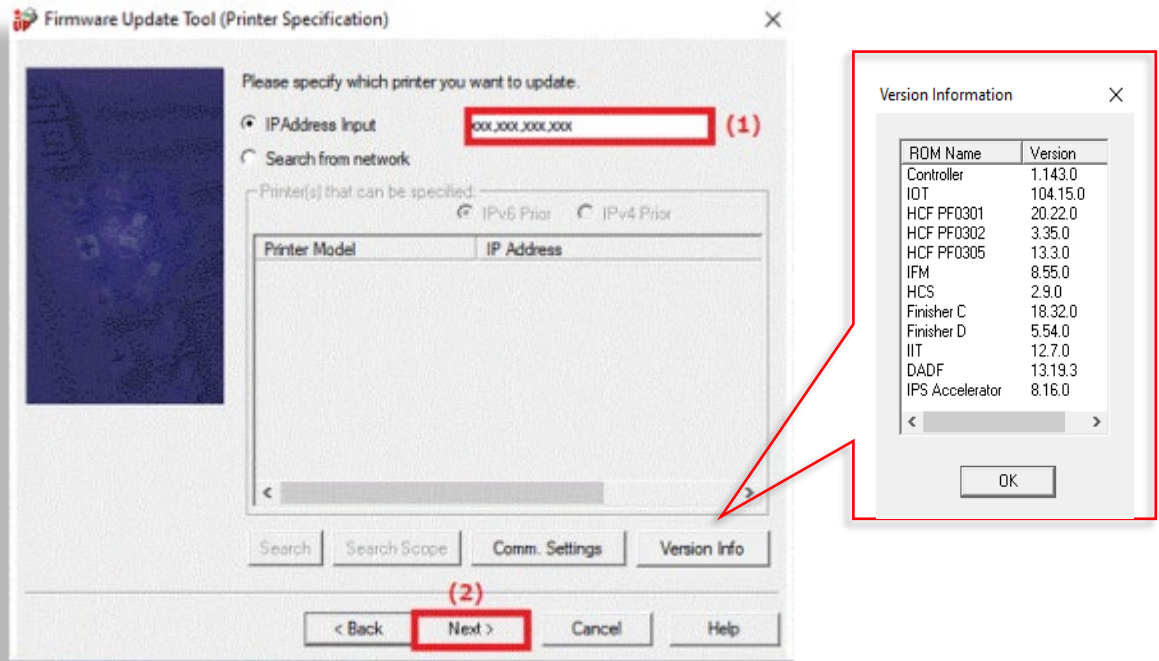 Firmware Update Tool (Printer Specification)
Please specify which printer you want to update.
IPAddress Input
xxx,xxx,xxx,xxx
(1)
Search from network
Printer(s) that can be specified:
IPv6 Prior IPv4 Prior
Printer Model IP Address
Search Search Scope Comm. Settings Version Info
(2)
< Back Next > Cancel Help
Version Information
ROM Name Version
Controller 1.143.0
IOT 104.15.0
HCF PF0301 20.22.0
HCF PF0302 3.35.0
HCF PF0305 13.3.0
IFM 8.55.0
HCS 2.9.0
Finisher C 18.32.0
Finisher D 5.54.0
IIT 12.7.0
DADF 13.19.3
IPS Accelerator 8.16.0
OK